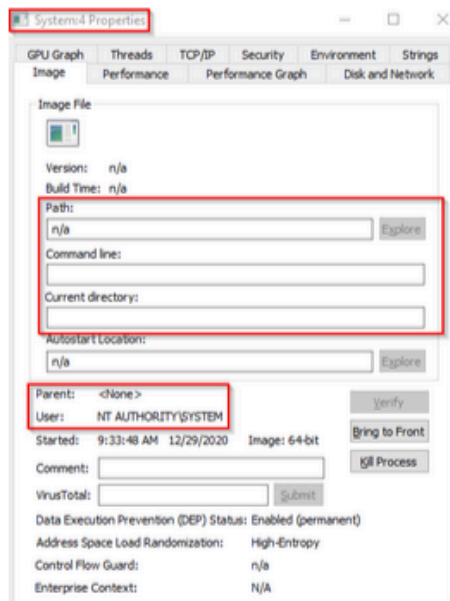 System:4 Properties
GPU Graph Threads TCP/IP Security Environment Strings
Image Performance Performance Graph Disk and Network
Image File
Version: n/a
Build Time: n/a
Path:
n/a Explore
Command line:
Current directory:
Autostart Location:
n/a Explore
Parent: <None>
Verify
User: NT AUTHORITY\SYSTEM
Started: 9:33:48 AM 12/29/2020 Image: 64-bit
Bring to Front
Comment:
Kill Process
VirusTotal: Submit
Data Execution Prevention (DEP) Status: Enabled (permanent)
Address Space Load Randomization: High-Entropy
Control Flow Guard: n/a
Enterprise Context: N/A